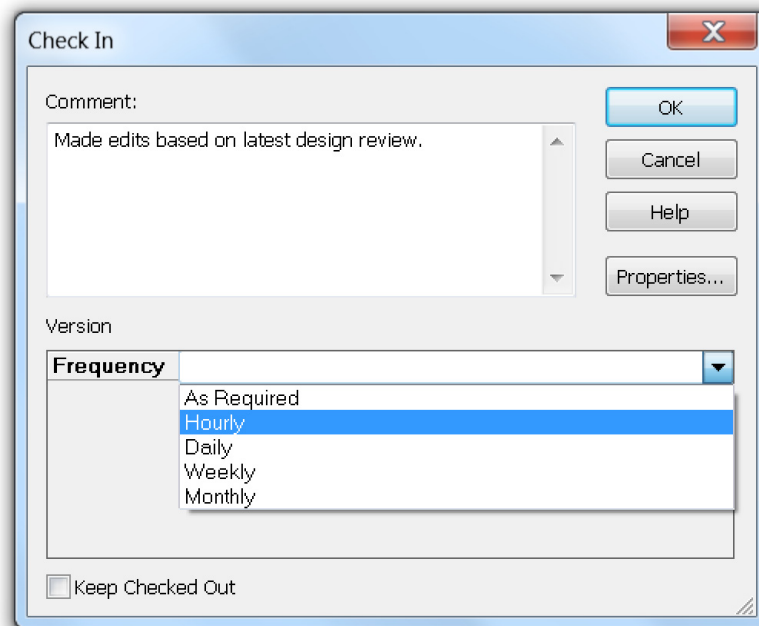 Check In
Comment:
Made edits based on latest design review.
OK
Cancel
Help
Properties...
Version
Frequency
As Required
Hourly
Daily
Weekly
Monthly
Keep Checked Out